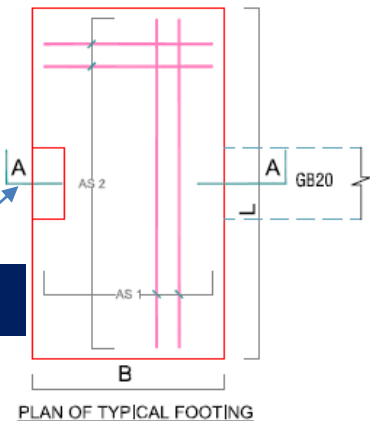 A
A
AS 2
GB20
L
AS 1
B
PLAN OF TYPICAL FOOTING